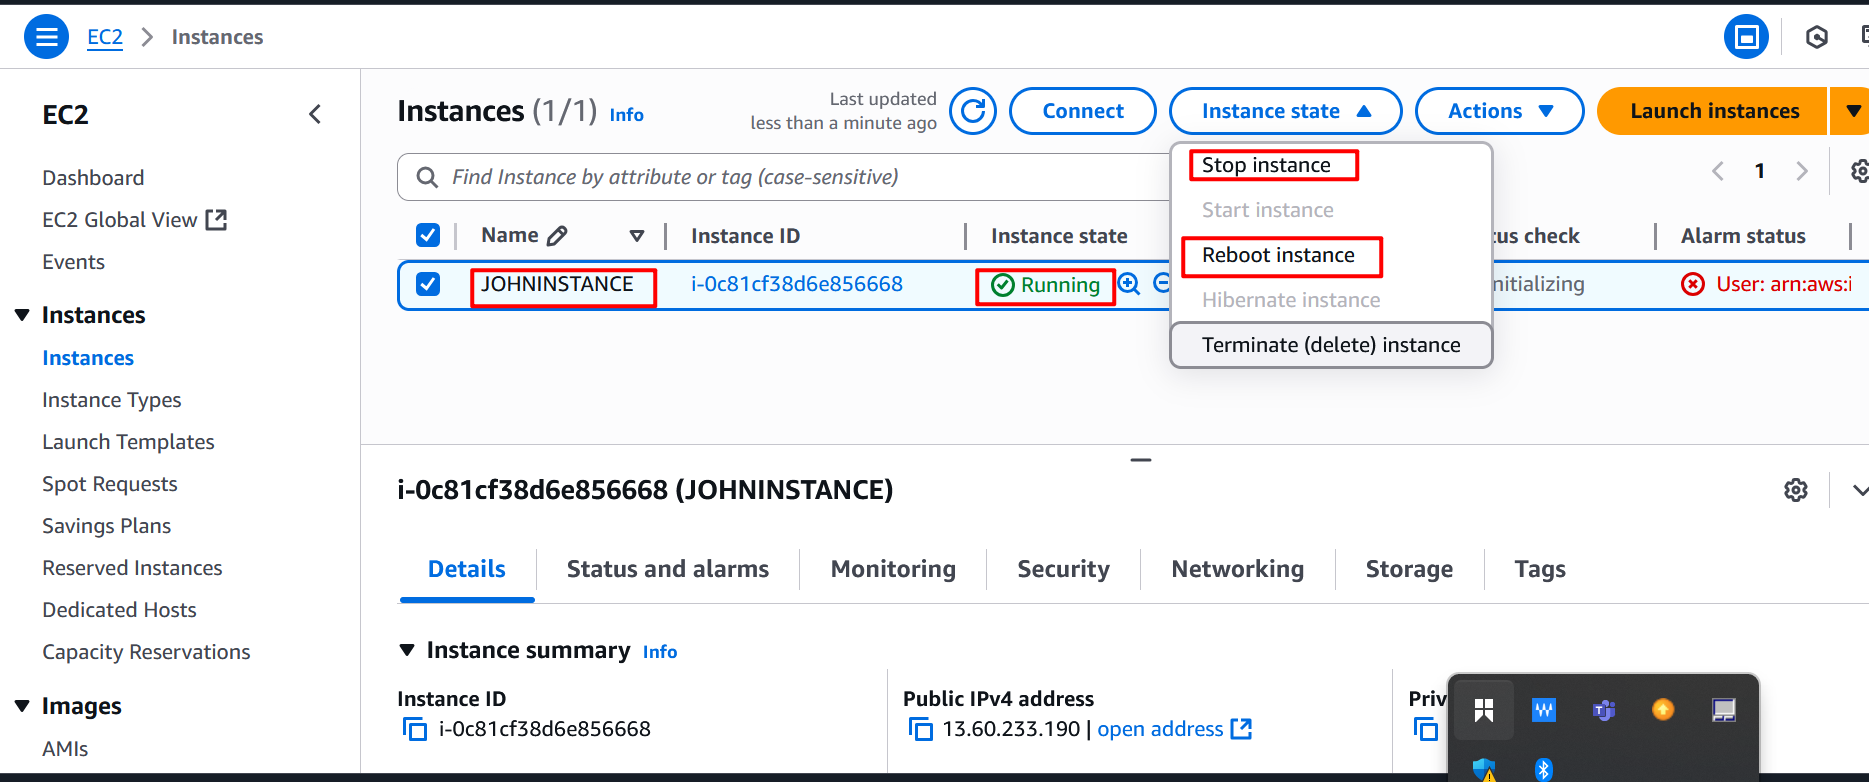 EC2 > Instances
EC2
Dashboard
EC2 Global View
Events
Instances
Instances
Instance Types
Launch Templates
Spot Requests
Savings Plans
Reserved Instances
Dedicated Hosts
Capacity Reservations
Images
AMIs
Instances (1/1) Info
Last updated
less than a minute ago
Connect
Instance state
Actions
Launch instances
Find Instance by attribute or tag (case-sensitive)
1
Stop instance
Start instance
Reboot instance
Hibernate instance
Terminate (delete) instance
Name
Instance ID
Instance state
us check
Alarm status
JOHNINSTANCE
i-0c81cf38d6e856668
Running
nitializing
User: arn:aws:i
i-0c81cf38d6e856668 (JOHNINSTANCE)
Details
Status and alarms
Monitoring
Security
Networking
Storage
Tags
Instance summary Info
Instance ID
i-0c81cf38d6e856668
Public IPv4 address
13.60.233.190 | open address
Priv